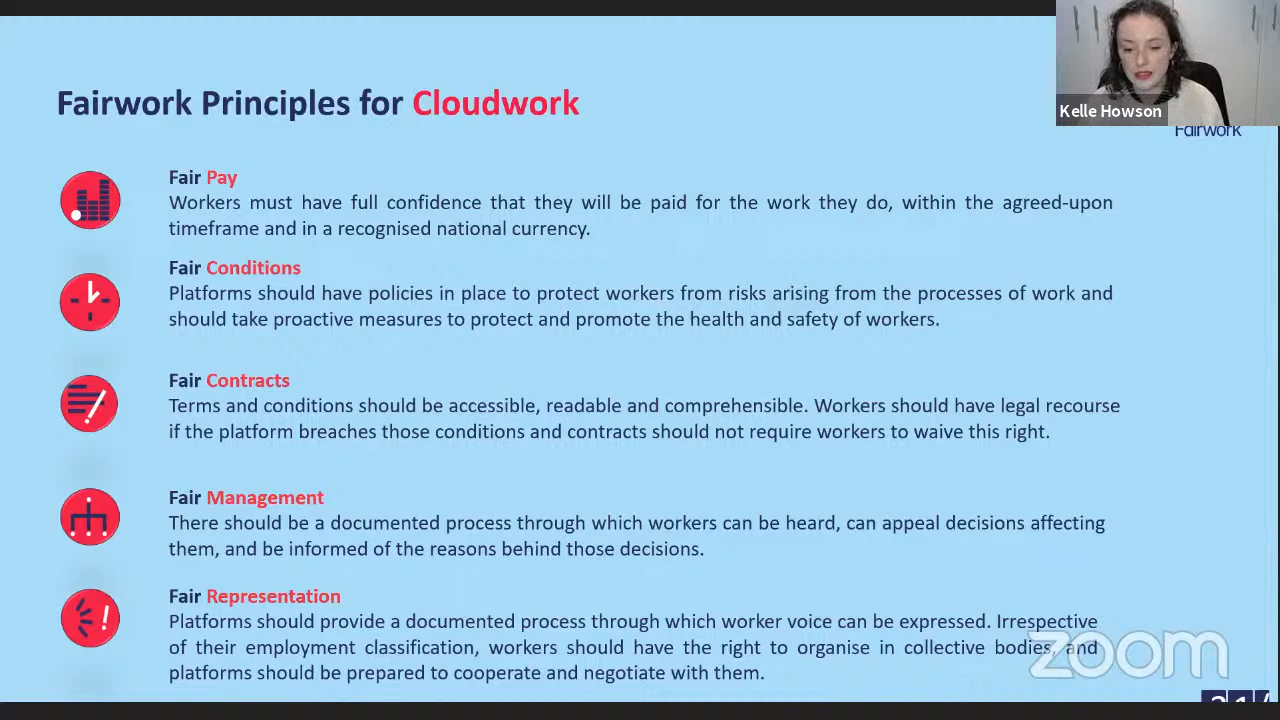 Fairwork Principles for Cloudwork
Kelle Howson
Fairwork
Fair Pay
Workers must have full confidence that they will be paid for the work they do, within the agreed-upon
timeframe and in a recognised national currency.
Fair Conditions
Platforms should have policies in place to protect workers from risks arising from the processes of work and
should take proactive measures to protect and promote the health and safety of workers.
Fair Contracts
Terms and conditions should be accessible, readable and comprehensible. Workers should have legal recourse
if the platform breaches those conditions and contracts should not require workers to waive this right.
Fair Management
There should be a documented process through which workers can be heard, can appeal decisions affecting
them, and be informed of the reasons behind those decisions.
Fair Representation
Platforms should provide a documented process through which worker voice can be expressed. Irrespective
of their employment classification, workers should have the right to organise in collective bodies, and
platforms should be prepared to cooperate and negotiate with them.
zoom